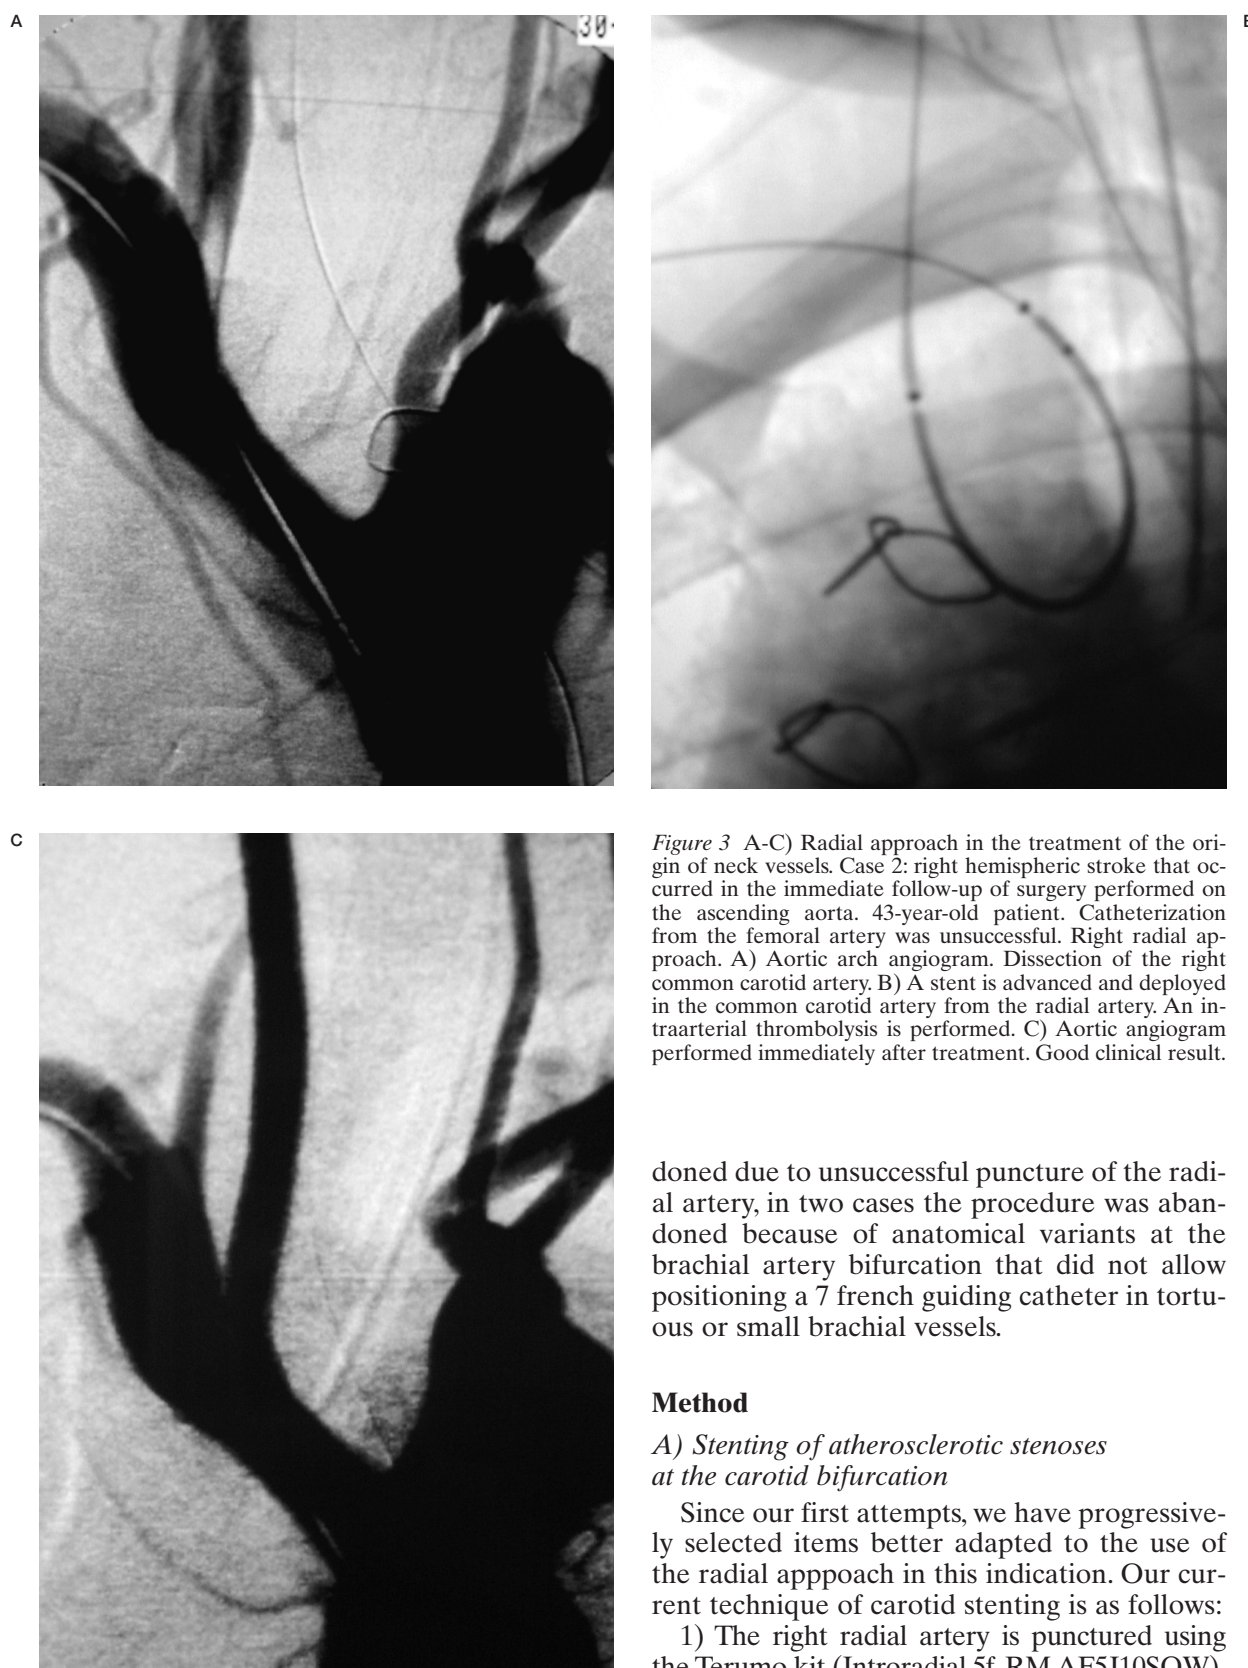 A
30
B
C
Figure 3 A-C) Radial approach in the treatment of the ori-
gin of neck vessels. Case 2: right hemispheric stroke that oc-
curred in the immediate follow-up of surgery performed on
the ascending aorta. 43-year-old patient. Catheterization
from the femoral artery was unsuccessful. Right radial ap-
proach. A) Aortic arch angiogram. Dissection of the right
common carotid artery. B) A stent is advanced and deployed
in the common carotid artery from the radial artery. An in-
traarterial thrombolysis is performed. C) Aortic angiogram
performed immediately after treatment. Good clinical result.
doned due to unsuccessful puncture of the radi-
al artery, in two cases the procedure was aban-
doned because of anatomical variants at the
brachial artery bifurcation that did not allow
positioning a 7 french guiding catheter in tortu-
ous or small brachial vessels.
Method
A) Stenting of atherosclerotic stenoses
at the carotid bifurcation
Since our first attempts, we have progressive-
ly selected items better adapted to the use of
the radial apppoach in this indication. Our cur-
rent technique of carotid stenting is as follows:
1) The right radial artery is punctured using
the Terumo kit (Introradial 5f, RM AF5J10SQW)